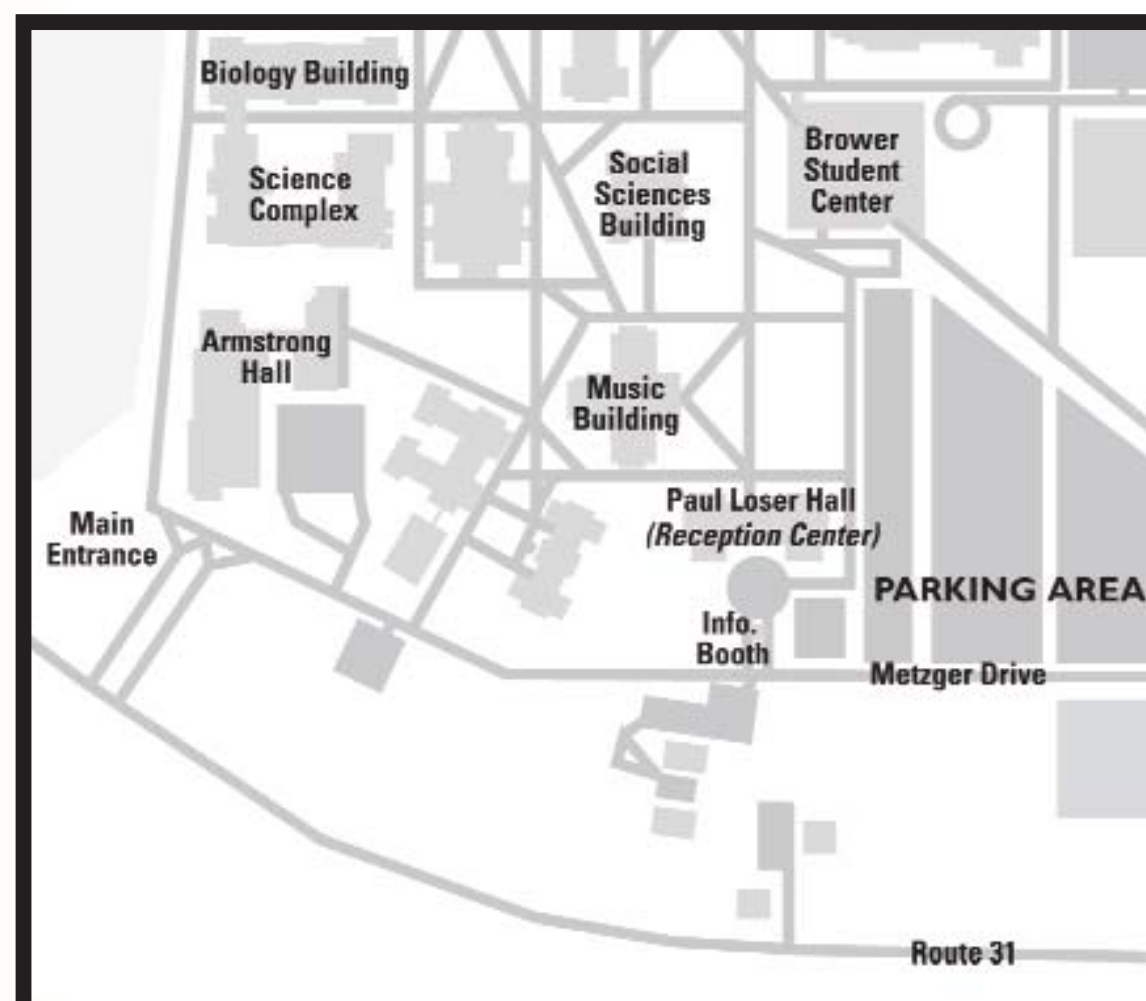 Biology Building
Brower
Student
Center
Social
Sciences
Building
Science
Complex
Armstrong
Hall
Music
Building
Paul Loser Hall
(Reception Center)
Main
Entrance
PARKING AREA
Info.
Booth
Metzger Drive
Route 31